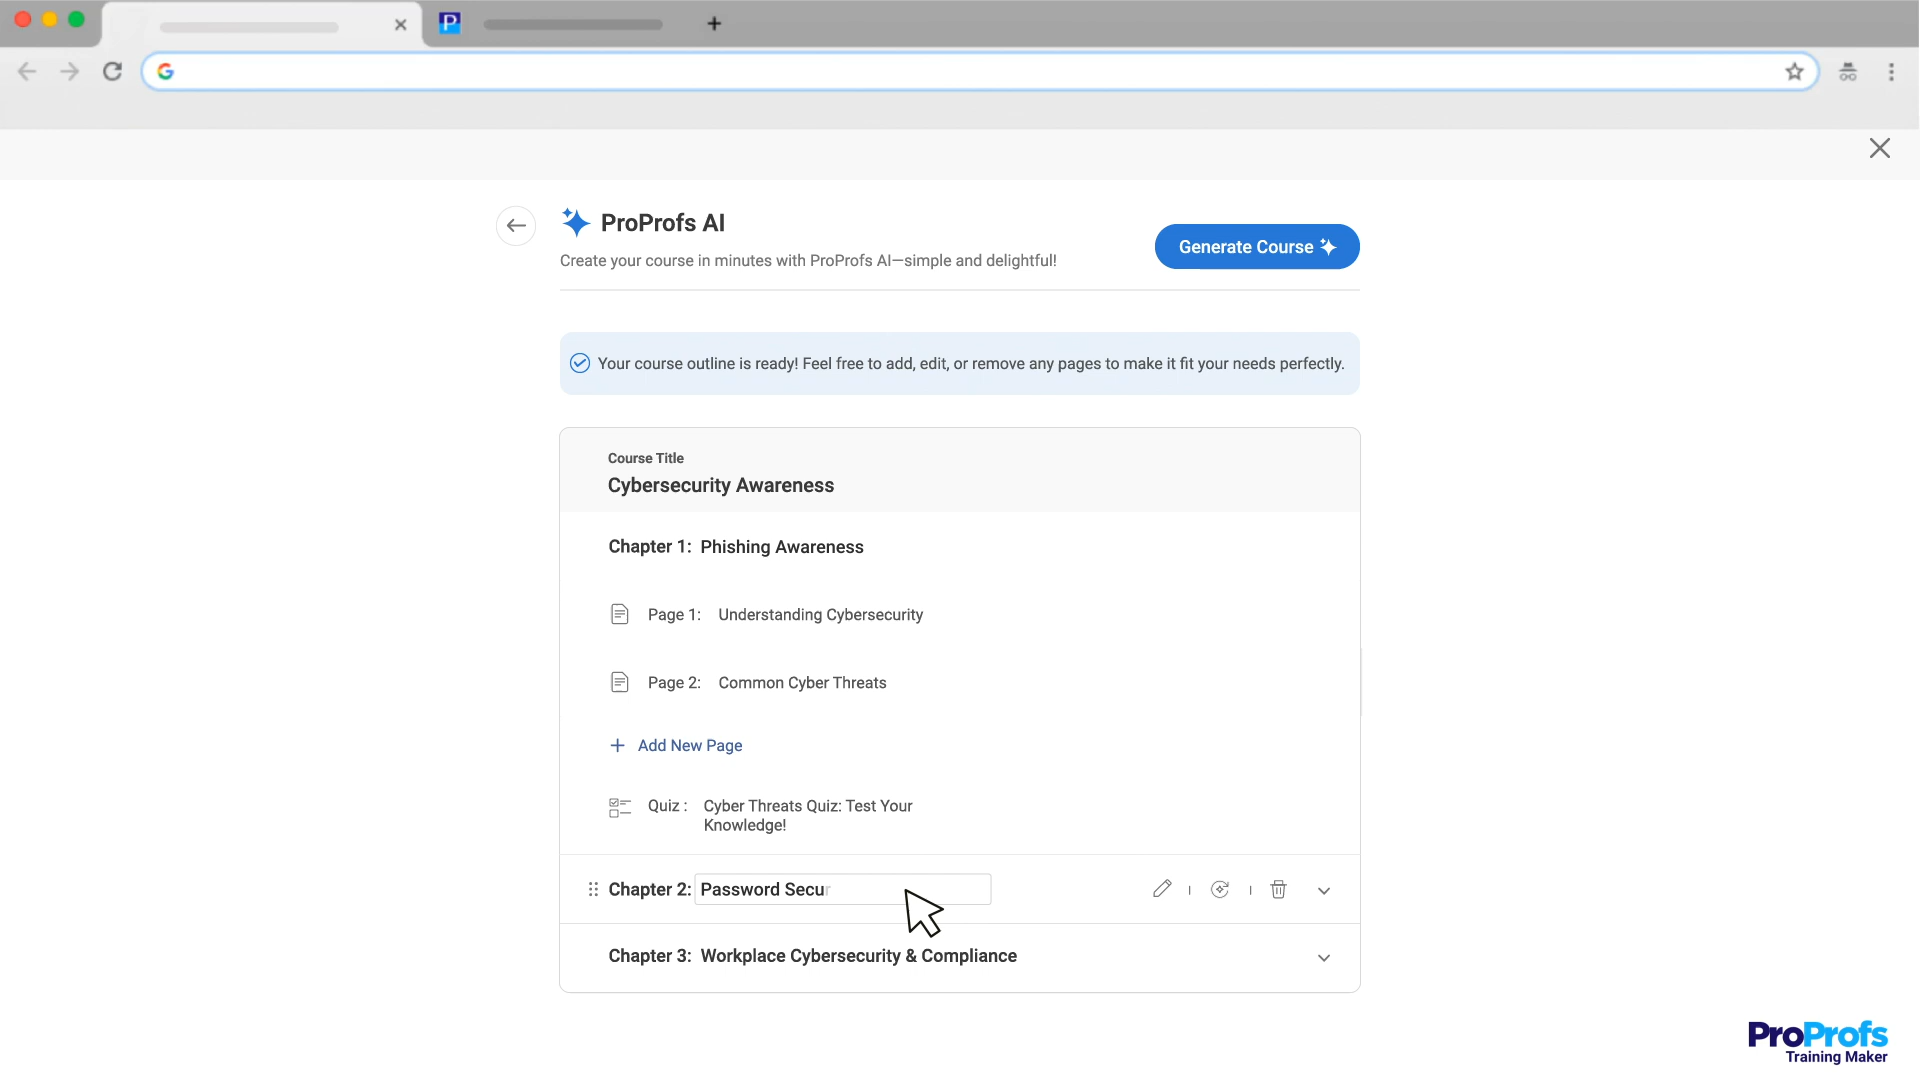 ProProfs AI
Create your course in minutes with ProProfs AI—simple and delightful!
Generate Course
Your course outline is ready! Feel free to add, edit, or remove any pages to make it fit your needs perfectly.
Course Title
Cybersecurity Awareness
Chapter 1: Phishing Awareness
Page 1: Understanding Cybersecurity
Page 2: Common Cyber Threats
+ Add New Page
Quiz : Cyber Threats Quiz: Test Your
Knowledge!
Chapter 2: Password Secur
Chapter 3: Workplace Cybersecurity & Compliance
ProProfs
Training Maker